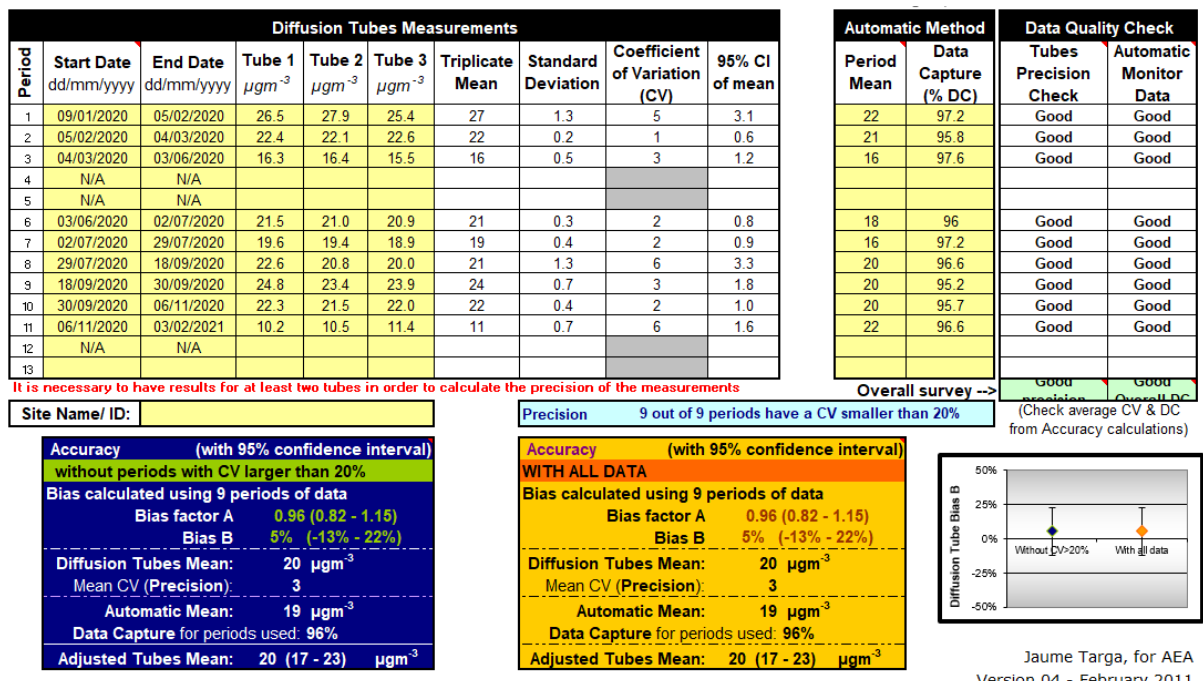 Diffusion Tubes Measurements Automatic Method Data Quality Check
Period Start Date dd/mm/yyyy End Date dd/mm/yyyy Tube 1 µgm-3 Tube 2 µgm-3 Tube 3 µgm-3 Triplicate Mean Standard Deviation Coefficient of Variation (CV) 95% CI of mean Period Mean Data Capture (% DC) Tubes Precision Check Automatic Monitor Data
1 09/01/2020 05/02/2020 26.5 27.9 25.4 27 1.3 5 3.1 22 97.2 Good Good
2 05/02/2020 04/03/2020 22.4 22.1 22.6 22 0.2 1 0.6 21 95.8 Good Good
3 04/03/2020 03/06/2020 16.3 16.4 15.5 16 0.5 3 1.2 16 97.6 Good Good
4 N/A N/A
5 N/A N/A
6 03/06/2020 02/07/2020 21.5 21.0 20.9 21 0.3 2 0.8 18 96 Good Good
7 02/07/2020 29/07/2020 19.6 19.4 18.9 19 0.4 2 0.9 16 97.2 Good Good
8 29/07/2020 18/09/2020 22.6 20.8 20.0 21 1.3 6 3.3 20 96.6 Good Good
9 18/09/2020 30/09/2020 24.8 23.4 23.9 24 0.7 3 1.8 20 95.2 Good Good
10 30/09/2020 06/11/2020 22.3 21.5 22.0 22 0.4 2 1.0 20 95.7 Good Good
11 06/11/2020 03/02/2021 10.2 10.5 11.4 11 0.7 6 1.6 22 96.6 Good Good
12 N/A N/A
13
It is necessary to have results for at least two tubes in order to calculate the precision of the measurements
Overall survey --> Good precision Good Overall DC
Site Name/ ID:
Precision 9 out of 9 periods have a CV smaller than 20%
(Check average CV & DC
from Accuracy calculations)
Accuracy (with 95% confidence interval)
without periods with CV larger than 20%
Bias calculated using 9 periods of data
Bias factor A 0.96 (0.82 - 1.15)
Bias B 5% (-13% - 22%)
Diffusion Tubes Mean: 20 µgm-3
Mean CV (Precision): 3
Automatic Mean: 19 µgm-3
Data Capture for periods used: 96%
Adjusted Tubes Mean: 20 (17 - 23) µgm-3
Accuracy (with 95% confidence interval)
WITH ALL DATA
Bias calculated using 9 periods of data
Bias factor A 0.96 (0.82 - 1.15)
Bias B 5% (-13% - 22%)
Diffusion Tubes Mean: 20 µgm-3
Mean CV (Precision): 3
Automatic Mean: 19 µgm-3
Data Capture for periods used: 96%
Adjusted Tubes Mean: 20 (17 - 23) µgm-3
Diffusion Tube Bias B
50%
25%
0%
-25%
-50%
Without CV>20% With all data
Jaume Targa, for AEA
Version 04 - February 2011